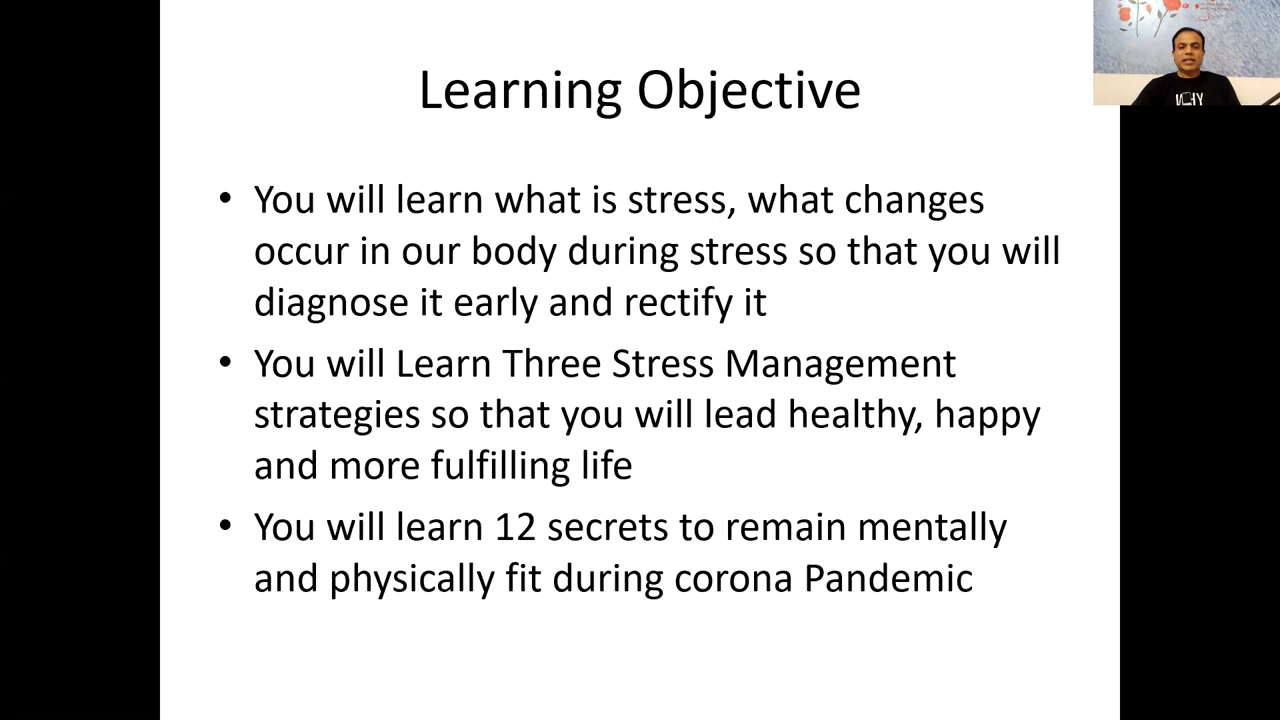 Learning Objective
• You will learn what is stress, what changes
occur in our body during stress so that you will
diagnose it early and rectify it
• You will Learn Three Stress Management
strategies so that you will lead healthy, happy
and more fulfilling life
• You will learn 12 secrets to remain mentally
and physically fit during corona Pandemic
WHY